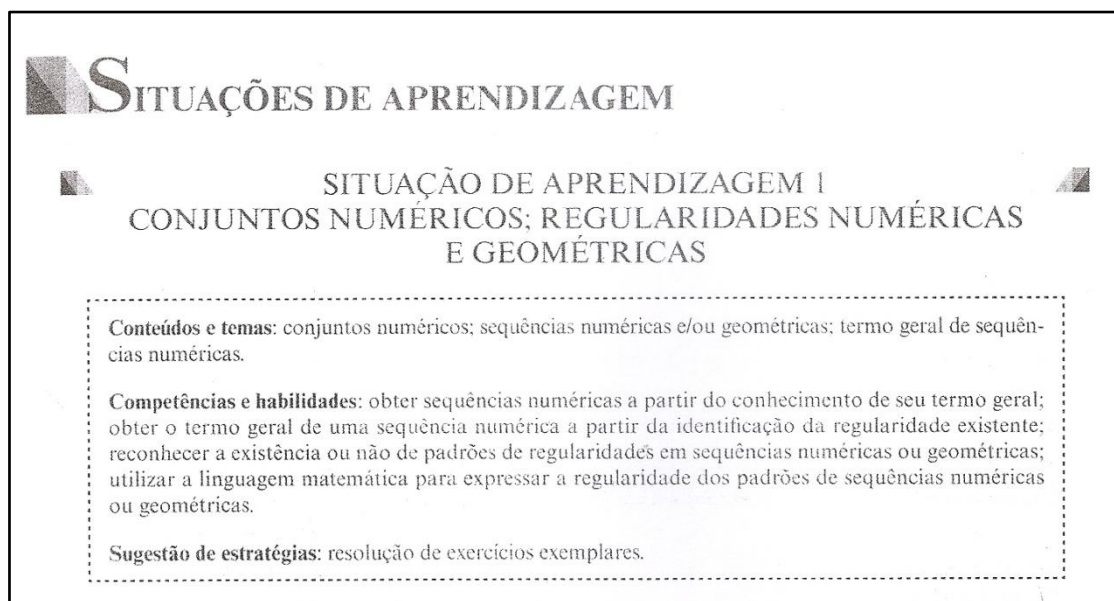 SITUAÇÕES DE APRENDIZAGEM
SITUAÇÃO DE APRENDIZAGEM 1
CONJUNTOS NUMÉRICOS; REGULARIDADES NUMÉRICAS
E GEOMÉTRICAS
Conteúdos e temas: conjuntos numéricos; sequências numéricas e/ou geométricas; termo geral de sequên-
cias numéricas.
Competências e habilidades: obter sequências numéricas a partir do conhecimento de seu termo geral;
obter o termo geral de uma sequência numérica a partir da identificação da regularidade existente;
reconhecer a existência ou não de padrões de regularidades em sequências numéricas ou geométricas;
utilizar a linguagem matemática para expressar a regularidade dos padrões de sequências numéricas
ou geométricas.
Sugestão de estratégias: resolução de exercícios exemplares.